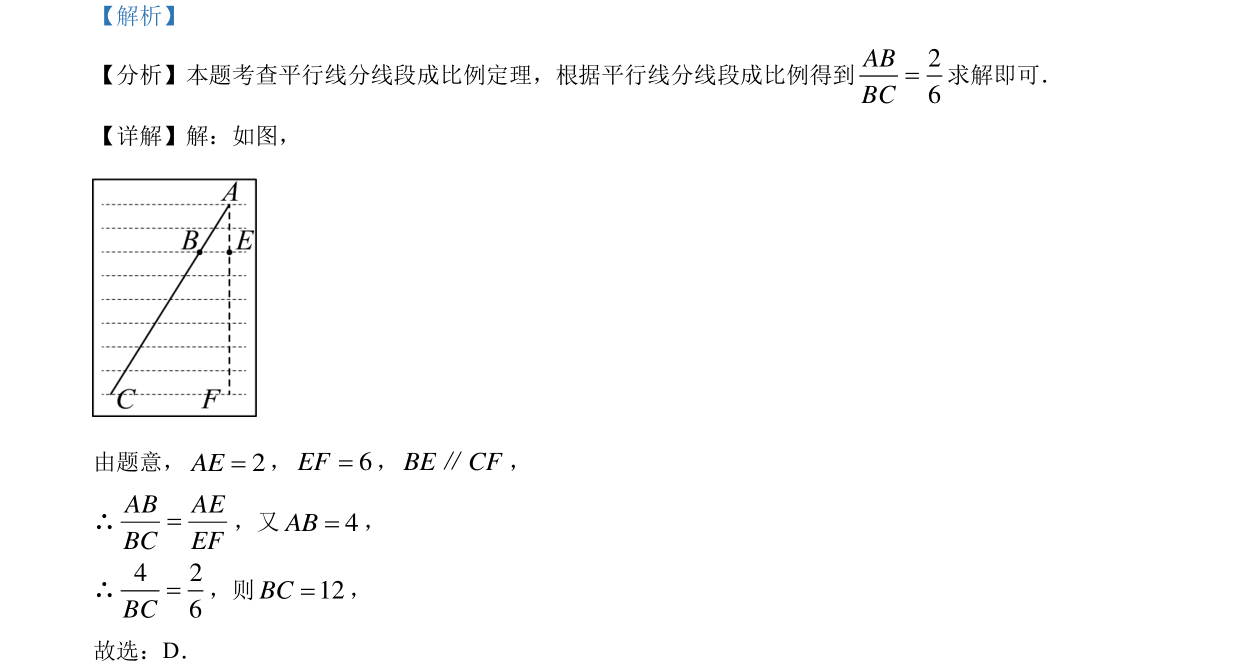 【解析】
【分析】本题考查平行线分线段成比例定理，根据平行线分线段成比例得到 AB/BC = 2/6 求解即可．
【详解】解：如图，
A
B E
C F
由题意， AE = 2， EF = 6， BE // CF，
∴ AB/BC = AE/EF，又 AB = 4，
∴ 4/BC = 2/6，则 BC = 12，
故选：D．